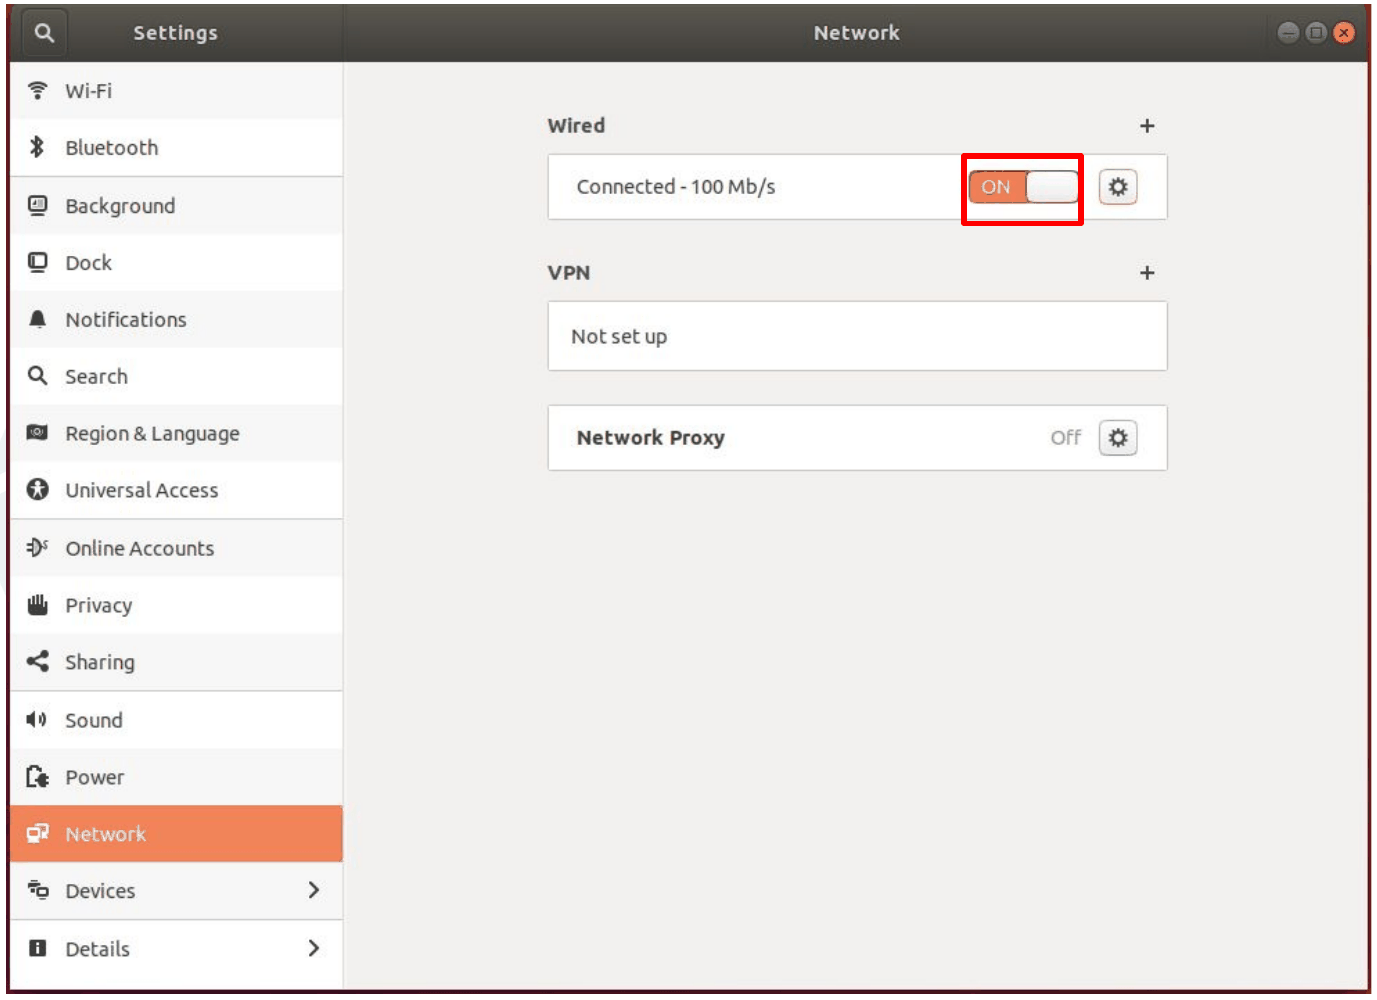 Settings
Network
Wi-Fi
Bluetooth
Background
Dock
Notifications
Search
Region & Language
Universal Access
Online Accounts
Privacy
Sharing
Sound
Power
Network
Devices
Details
Wired
Connected - 100 Mb/s
ON
VPN
Not set up
Network Proxy
Off